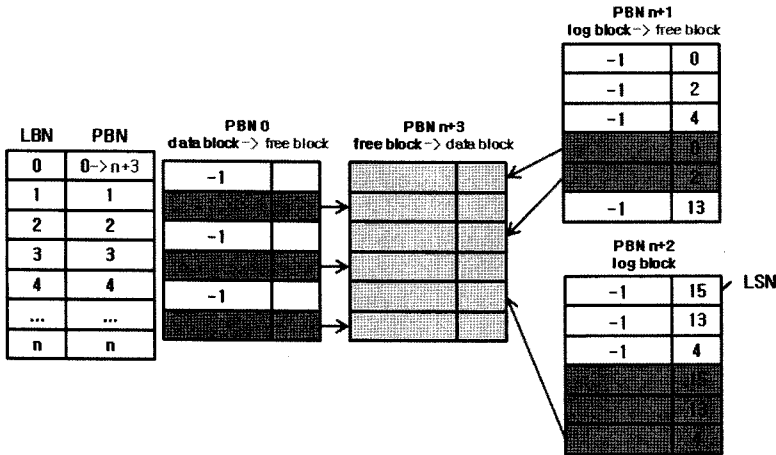 PBN n+1
log block -> free block
-1 0
-1 2
-1 4
0
2
-1 13
LBN PBN
0 0->n+3
1 1
2 2
3 3
4 4
... ...
n n
PBN 0
data block -> free block
-1
-1
-1
PBN n+3
free block -> data block
PBN n+2
log block
-1 15
-1 13
-1 4
15
13
LSN